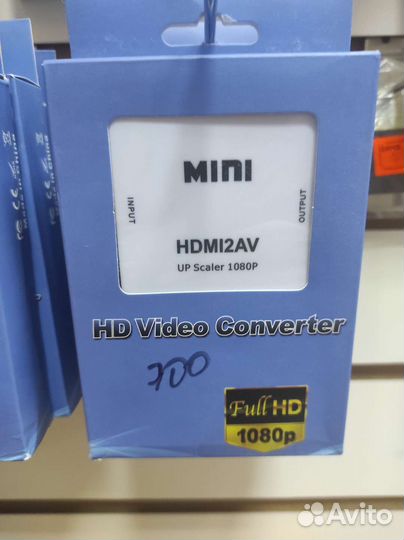 MINI
INPUT
OUTPUT
HDMI2AV
UP Scaler 1080P
HD Video Converter
700
Full HD
1080p
Avito